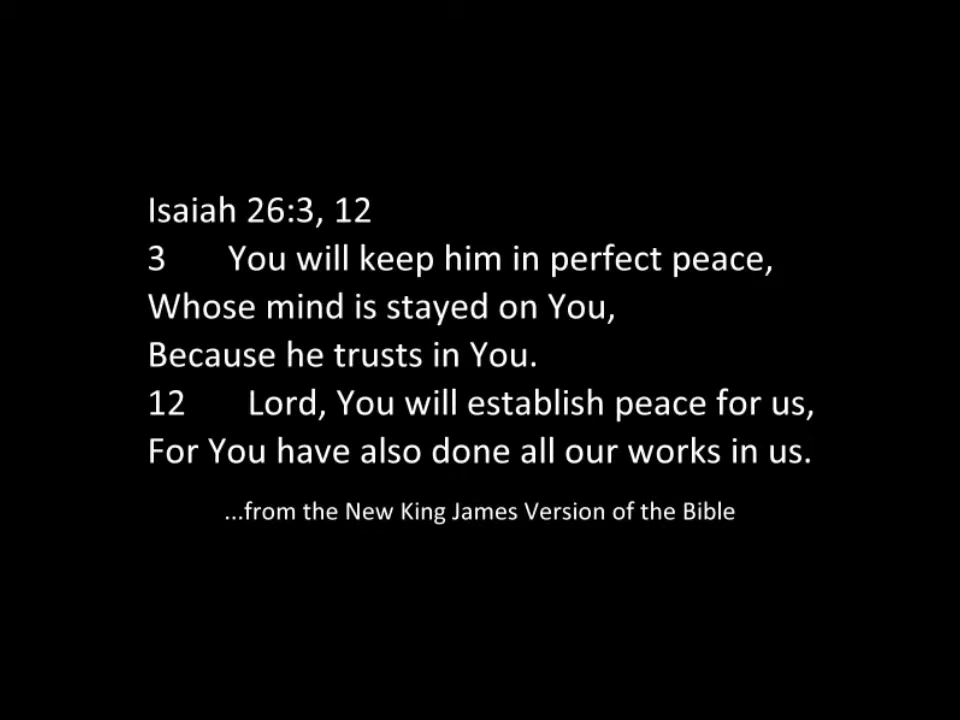 Isaiah 26:3, 12
3 You will keep him in perfect peace,
Whose mind is stayed on You,
Because he trusts in You.
12 Lord, You will establish peace for us,
For You have also done all our works in us.
...from the New King James Version of the Bible